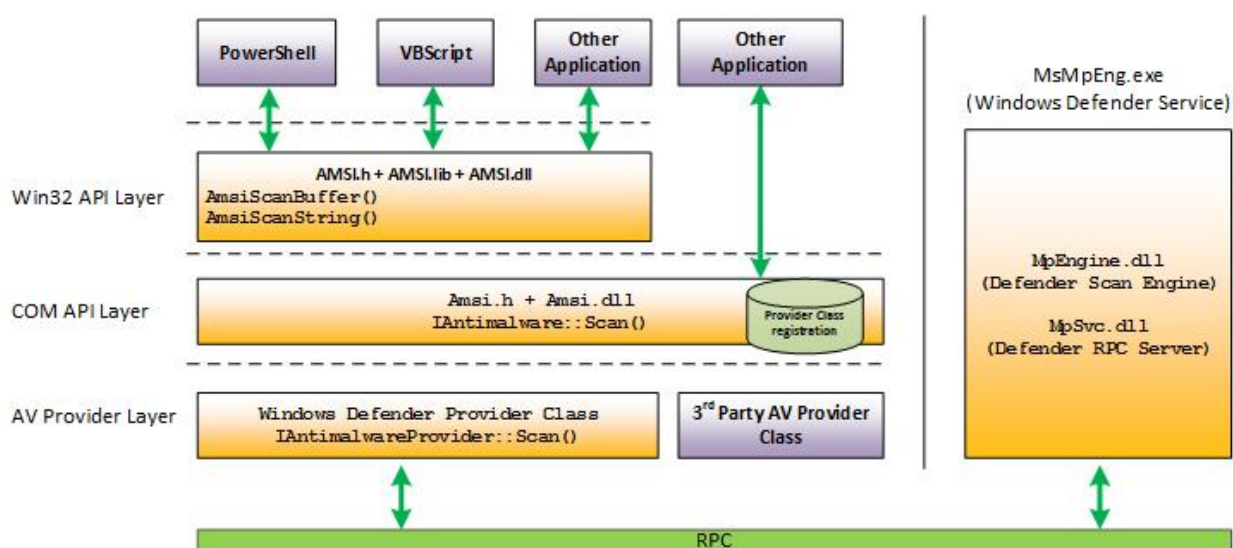 PowerShell
VBScript
Other
Application
Other
Application
MsMpEng.exe
(Windows Defender Service)
Win32 API Layer
AMSI.h + AMSI.lib + AMSI.dll
AmsiScanBuffer()
AmsiScanString()
COM API Layer
Amsi.h + Amsi.dll
IAntimalware::Scan()
Provider Class
registration
MpEngine.dll
(Defender Scan Engine)
MpSvc.dll
(Defender RPC Server)
AV Provider Layer
Windows Defender Provider Class
IAntimalwareProvider::Scan()
3rd Party AV Provider
Class
RPC